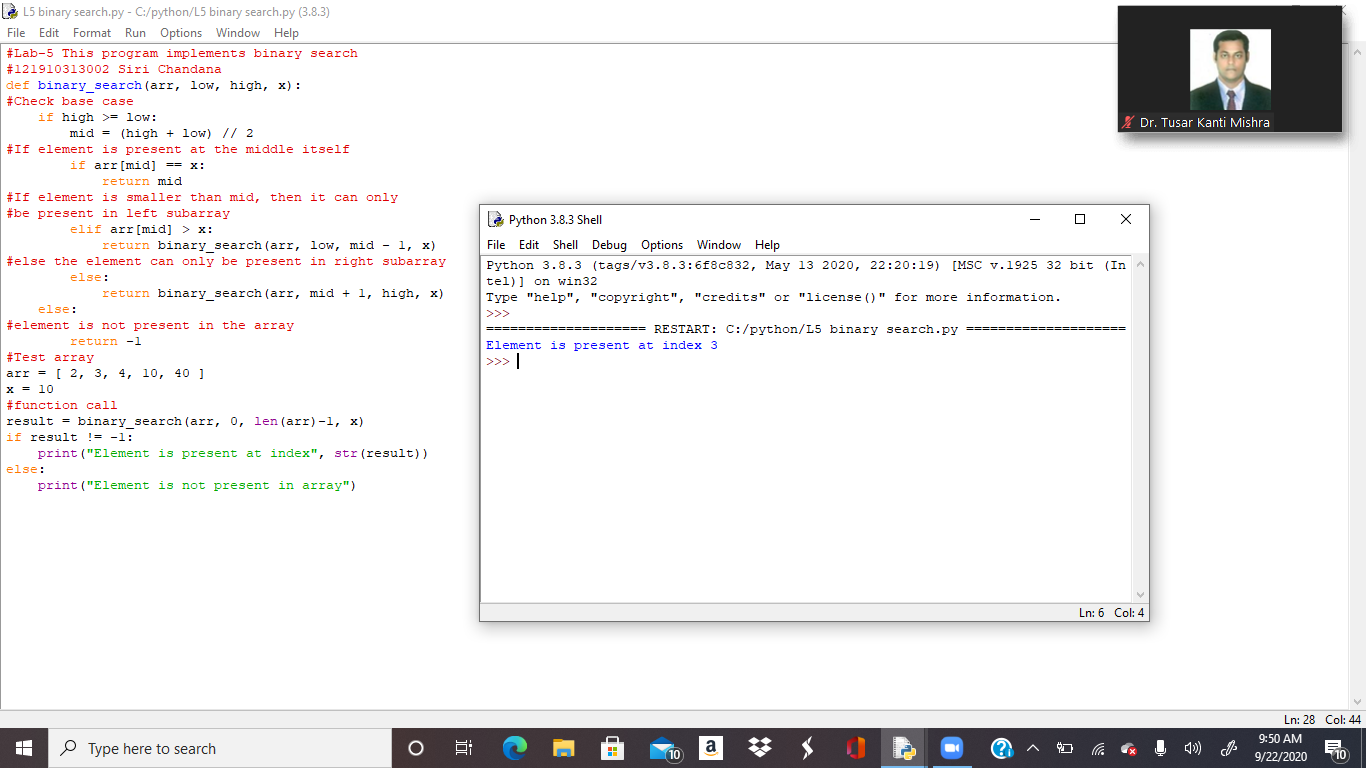 L5 binary search.py - C:/python/L5 binary search.py (3.8.3)
File Edit Format Run Options Window Help
#Lab-5 This program implements binary search
#121910313002 Siri Chandana
def binary_search(arr, low, high, x):
#Check base case
    if high >= low:
        mid = (high + low) // 2
#If element is present at the middle itself
        if arr[mid] == x:
            return mid
#If element is smaller than mid, then it can only
#be present in left subarray
        elif arr[mid] > x:
            return binary_search(arr, low, mid - 1, x)
#else the element can only be present in right subarray
        else:
            return binary_search(arr, mid + 1, high, x)
    else:
#element is not present in the array
        return -1
#Test array
arr = [ 2, 3, 4, 10, 40 ]
x = 10
#function call
result = binary_search(arr, 0, len(arr)-1, x)
if result != -1:
    print("Element is present at index", str(result))
else:
    print("Element is not present in array")
Dr. Tusar Kanti Mishra
Python 3.8.3 Shell
File Edit Shell Debug Options Window Help
Python 3.8.3 (tags/v3.8.3:6f8c832, May 13 2020, 22:20:19) [MSC v.1925 32 bit (In
tel)] on win32
Type "help", "copyright", "credits" or "license()" for more information.
>>>
==================== RESTART: C:/python/L5 binary search.py ====================
Element is present at index 3
>>>
Ln: 6 Col: 4
Ln: 28 Col: 44
Type here to search
10
a
9:50 AM
9/22/2020
10